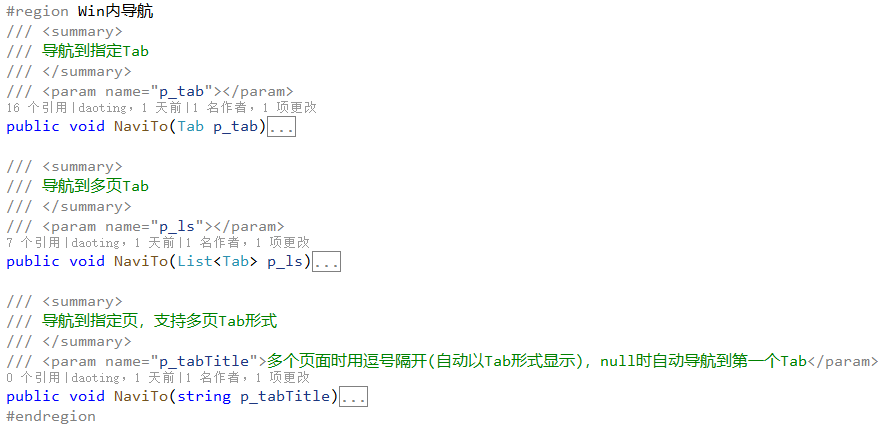 #region Win内导航
/// <summary>
/// 导航到指定Tab
/// </summary>
/// <param name="p_tab"></param>
16 个引用|daoting，1 天前|1 名作者，1 项更改
public void NaviTo(Tab p_tab)...
/// <summary>
/// 导航到多页Tab
/// </summary>
/// <param name="p_ls"></param>
7 个引用|daoting，1 天前|1 名作者，1 项更改
public void NaviTo(List<Tab> p_ls)...
/// <summary>
/// 导航到指定页，支持多页Tab形式
/// </summary>
/// <param name="p_tabTitle">多个页面时用逗号隔开(自动以Tab形式显示)，null时自动导航到第一个Tab</param>
0 个引用|daoting，1 天前|1 名作者，1 项更改
public void NaviTo(string p_tabTitle)...
#endregion